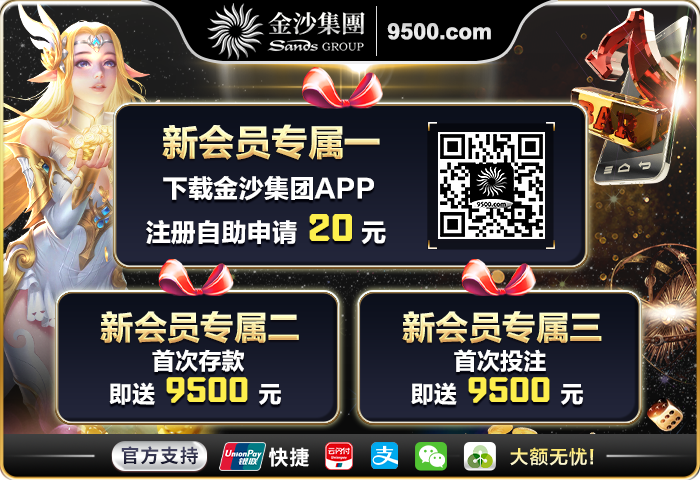 金沙集團
Sands GROUP
9500.com
新会员专属一
下载金沙集团APP
注册自助申请 20 元
9500.com
新会员专属二
首次存款
即送 9500 元
新会员专属三
首次投注
即送 9500 元
官方支持
UnionPay
银联
快捷
云闪付
支
大额无忧!